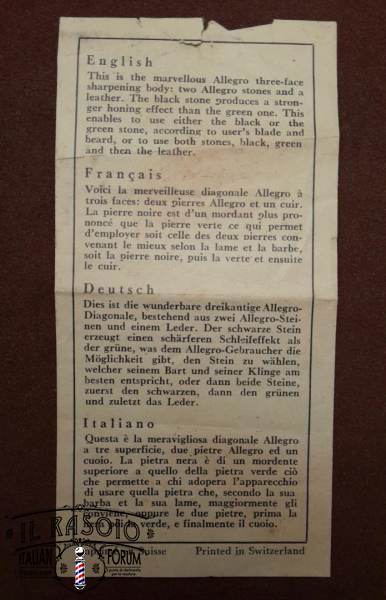 English
This is the marvellous Allegro three-face
sharpening body: two Allegro stones and a
leather. The black stone produces a stron-
ger honing effect than the green one. This
enables to use either the black or the
green stone, according to user's blade and
beard, or to use both stones, black, green
and then the leather.
Français
Voici la merveilleuse diagonale Allegro à
trois faces: deux pierres Allegro et un cuir.
La pierre noire est d'un mordant plus pro-
noncé que la pierre verte ce qui permet
d'employer soit celle des deux pierres con-
venant le mieux selon la lame et la barbe,
soit la pierre noire, puis la verte et ensuite
le cuir.
Deutsch
Dies ist die wunderbare dreikantige Allegro-
Diagonale, bestehend aus zwei Allegro-Stei-
nen und einem Leder. Der schwarze Stein
erzeugt einen schärferen Schleifeffekt als
der grüne, was dem Allegro-Gebraucher die
Möglichkeit gibt, den Stein zu wählen,
welcher seinem Bart und seiner Klinge am
besten entspricht, oder dann beide Steine,
zuerst den schwarzen, dann den grünen
und zuletzt das Leder.
Italiano
Questa è la meravigliosa diagonale Allegro
a tre superficie, due pietre Allegro ed un
cuoio. La pietra nera è di un mordente
superiore a quello della pietra verde ciò
che permette a chi adopera l'apparecchio
di usare quella pietra che, secondo la sua
barba et la sua lame, maggiormente gli
conviene, oppure le due pietre, prima la
poi verde, e finalmente il cuoio.
Suisse Printed in Switzerland
IL RASOIO
ITALIAN FORUM